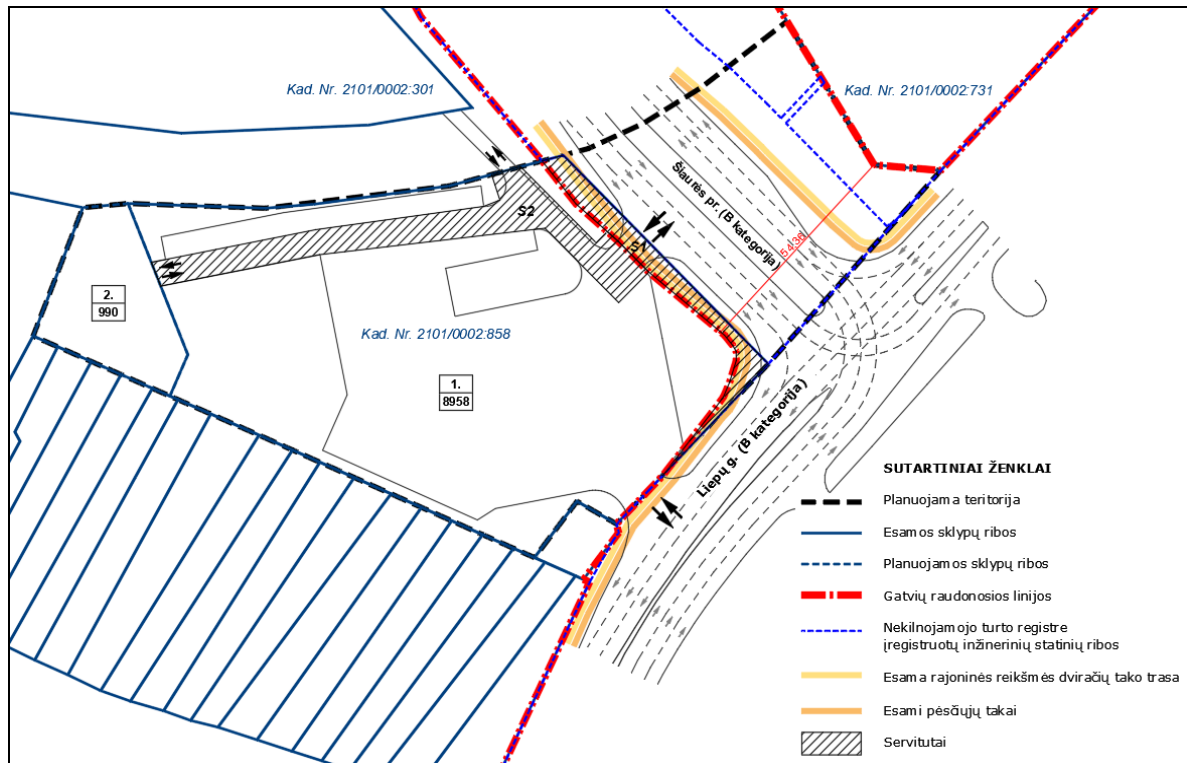 Kad. Nr. 2101/0002:301
Kad. Nr. 2101/0002:731
Šiaurės pr. (B kategorija)
S2
S1
54.36
2.
990
Kad. Nr. 2101/0002:858
1.
8958
Liepų g. (B kategorija)
SUTARTINIAI ŽENKLAI
Planuojama teritorija
Esamos sklypų ribos
Planuojamos sklypų ribos
Gatvių raudonosios linijos
Nekilnojamojo turto registre
įregistruotų inžinerinių statinių ribos
Esama rajoninės reikšmės dviračių tako trasa
Esami pėsčiųjų takai
Servitutai